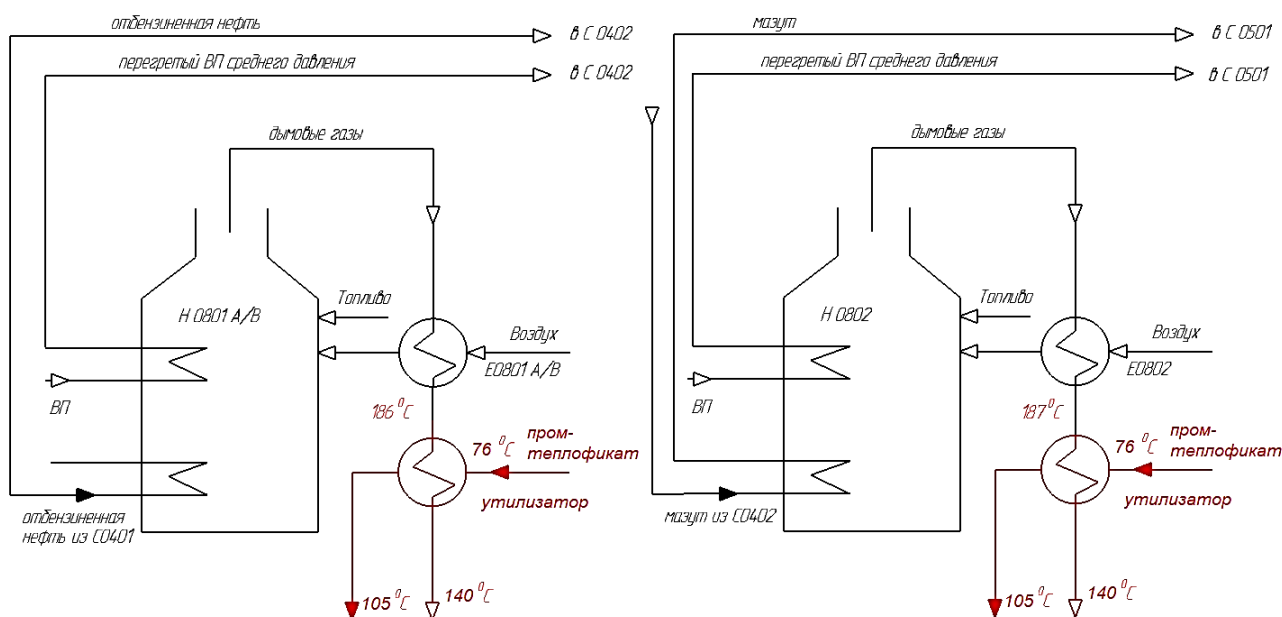 отбензиненная нефть
в С 0402
перегретый ВП среднего давления
в С 0402
дымовые газы
Н 0801 А/В
Топливо
Воздух
Е0801 А/В
ВП
186 °С
76 °С
пром-
теплофикат
утилизатор
отбензиненная
нефть из С0401
105 °С
140 °С
мазут
в С 0501
перегретый ВП среднего давления
в С 0501
дымовые газы
Н 0802
Топливо
Воздух
Е0802
ВП
187 °С
76 °С
пром-
теплофикат
утилизатор
мазут из С0402
105 °С
140 °С